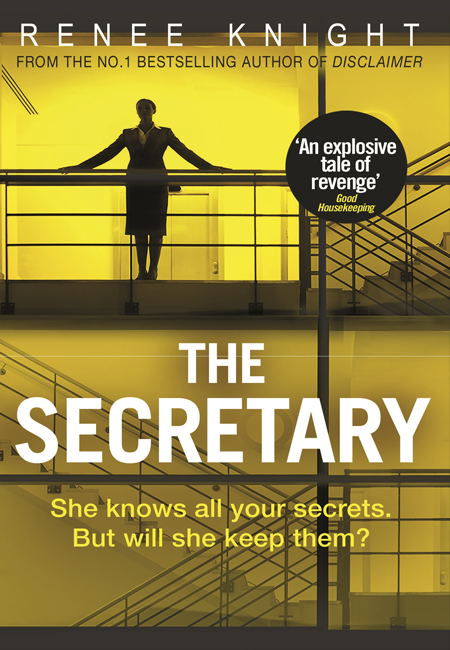 RENEE KNIGHT
FROM THE NO.1 BESTSELLING AUTHOR OF DISCLAIMER
‘An explosive
tale of
revenge’
Good
Housekeeping
THE
SECRETARY
She knows all your secrets.
But will she keep them?